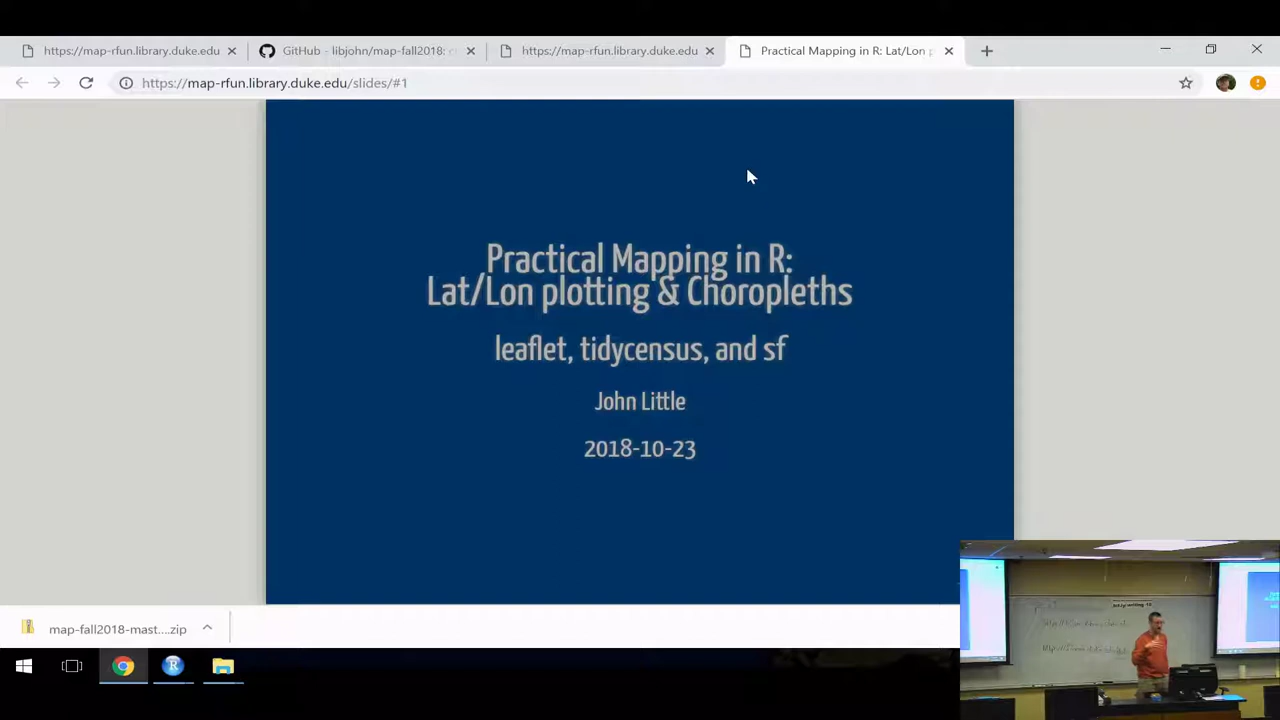 https://map-rfun.library.duke.edu
GitHub - libjohn/map-fall2018:
https://map-rfun.library.duke.edu
Practical Mapping in R: Lat/Lon
https://map-rfun.library.duke.edu/slides/#1
Practical Mapping in R:
Lat/Lon plotting & Choropleths
leaflet, tidycensus, and sf
John Little
2018-10-23
map-fall2018-mast....zip